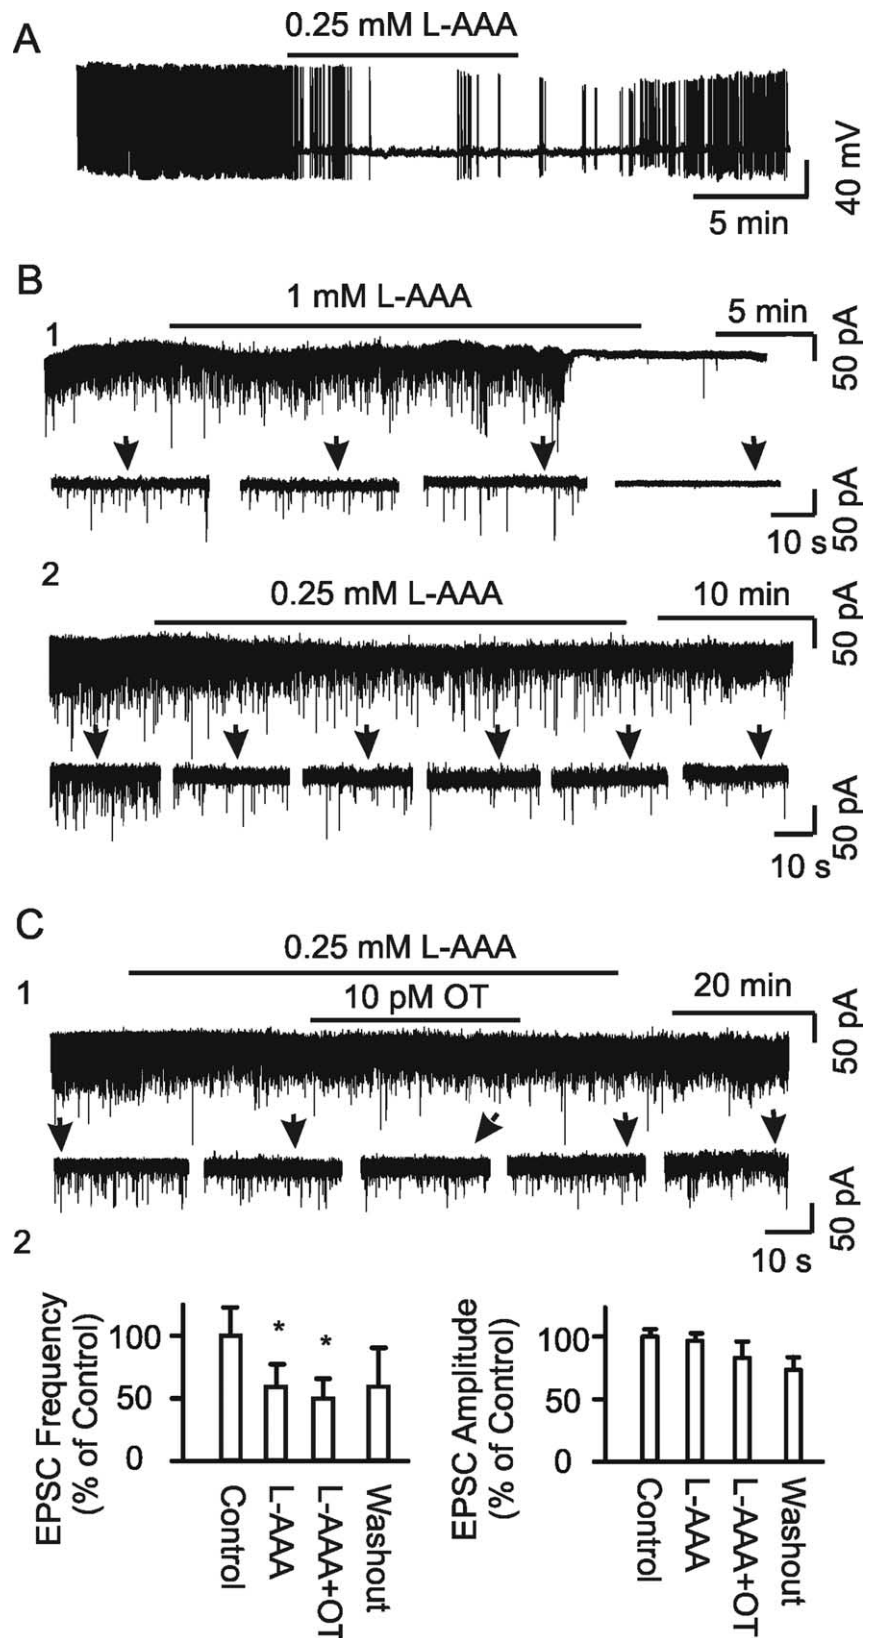 A
0.25 mM L-AAA
40 mV
5 min
B
1
1 mM L-AAA
5 min
50 pA
50 pA
10 s
2
0.25 mM L-AAA
10 min
50 pA
50 pA
10 s
C
1
0.25 mM L-AAA
10 pM OT
20 min
50 pA
50 pA
10 s
2
EPSC Frequency
(% of Control)
100
50
0
*
*
Control
L-AAA
L-AAA+OT
Washout
EPSC Amplitude
(% of Control)
100
50
0
Control
L-AAA
L-AAA+OT
Washout